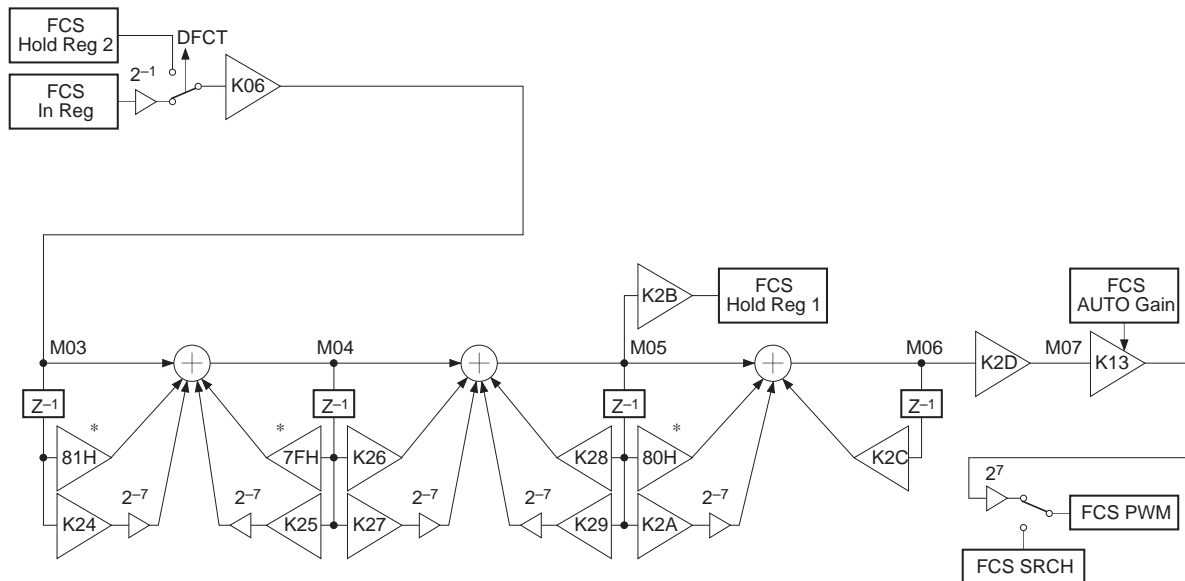 FCS
Hold Reg 2
DFCT
2–1
K06
FCS
In Reg
K2B
FCS
Hold Reg 1
FCS
AUTO Gain
M03
M04
M05
M06
K2D
M07
K13
Z–1
Z–1
Z–1
Z–1
*
*
*
81H
7FH
K26
K28
80H
K2C
2–7
2–7
2–7
2–7
2–7
27
K24
K25
K27
K29
K2A
FCS PWM
FCS SRCH